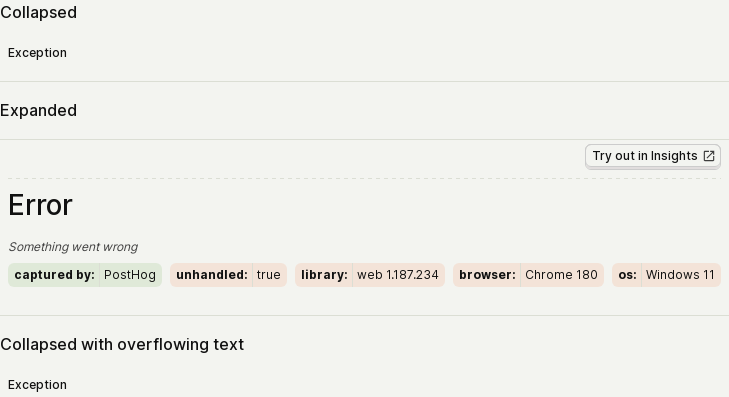 Collapsed
Exception
Expanded
Try out in Insights
Error
Something went wrong
captured by: PostHog unhandled: true library: web 1.187.234 browser: Chrome 180 os: Windows 11
Collapsed with overflowing text
Exception